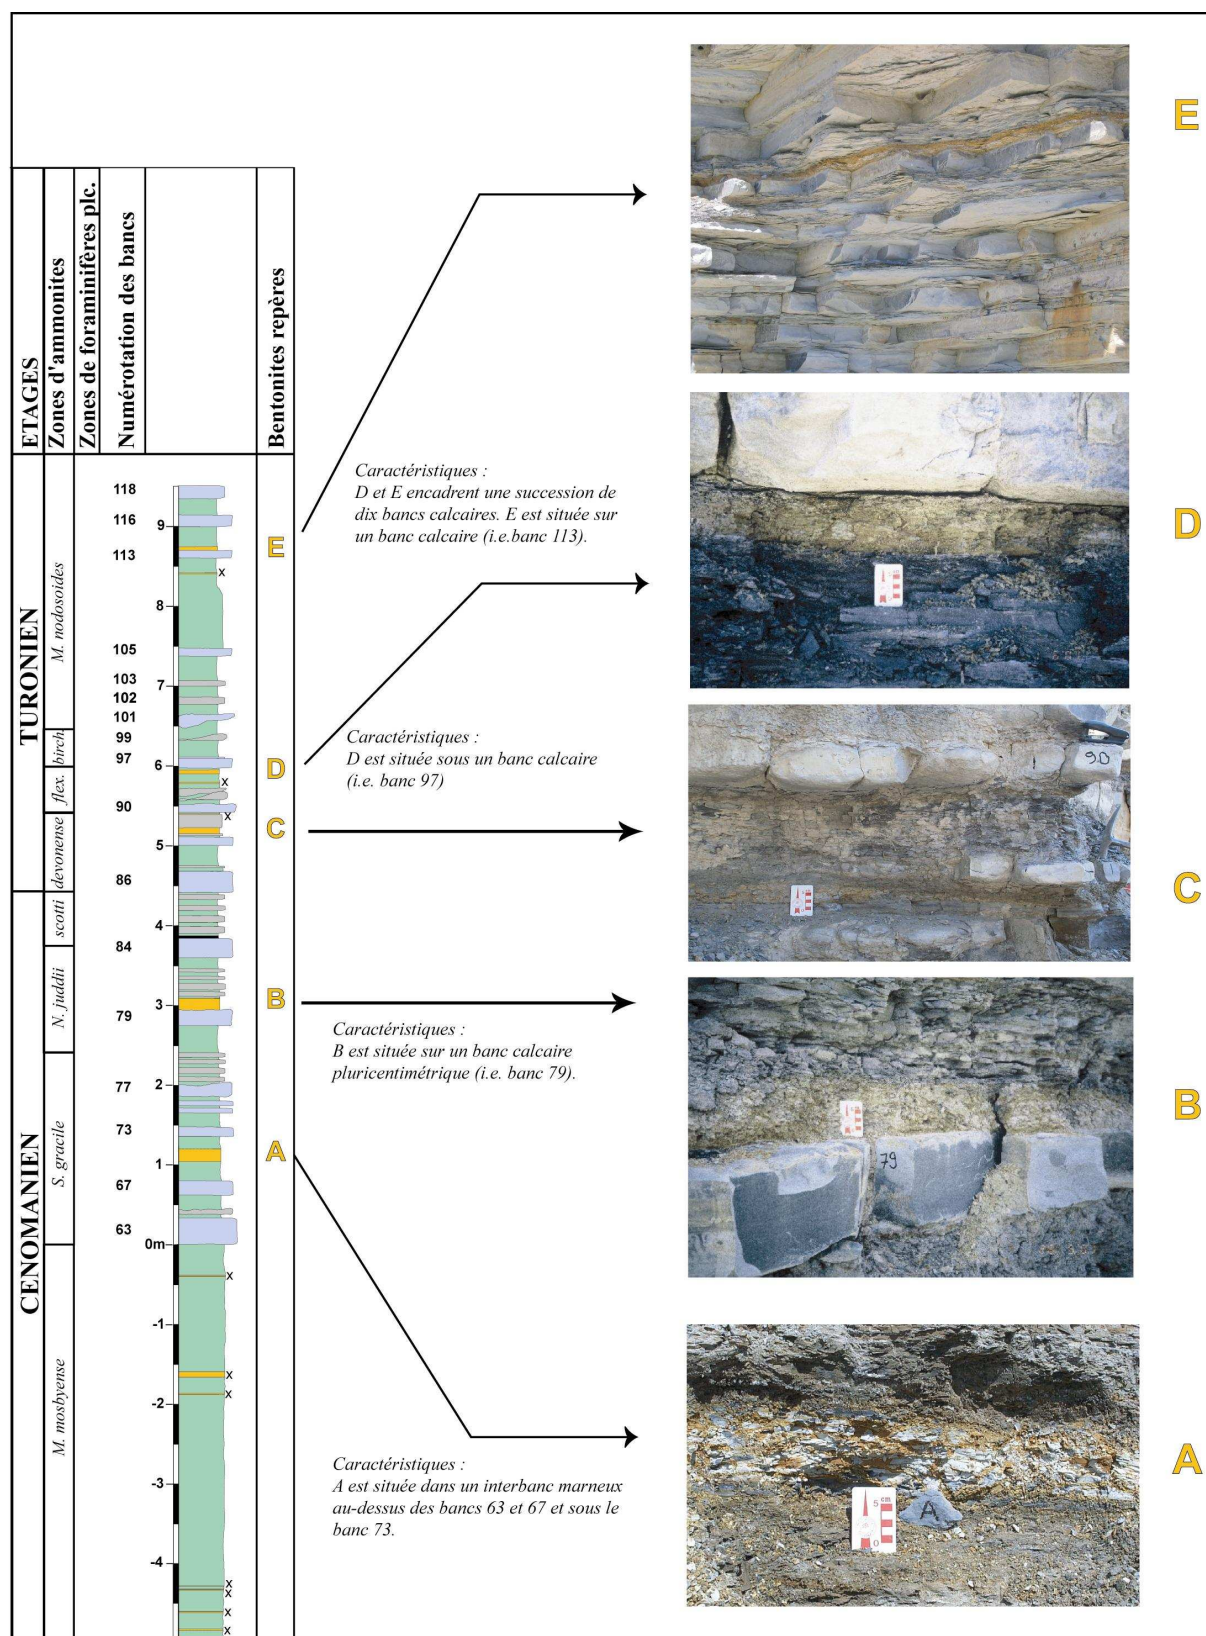 ETAGES
Zones d'ammonites
Zones de foraminifères plc.
Numérotation des bancs
Bentonites repères
TURONIEN
CENOMANIEN
M. nodosoides
birch.
flex.
devonense
scotti
N. juddii
S. gracile
M. mosbyense
118
116
113
105
103
102
101
99
97
90
86
84
79
77
73
67
63
9
8
7
6
5
4
3
2
1
0m
-1
-2
-3
-4
x
x
x
x
x
x
x
x
x
x
E
D
C
B
A
Caractéristiques :
D et E encadrent une succession de
dix bancs calcaires. E est située sur
un banc calcaire (i.e.banc 113).
Caractéristiques :
D est située sous un banc calcaire
(i.e. banc 97)
Caractéristiques :
B est située sur un banc calcaire
pluricentimétrique (i.e. banc 79).
Caractéristiques :
A est située dans un interbanc marneux
au-dessus des bancs 63 et 67 et sous le
banc 73.
E
D
90
C
79
B
5 cm
0
A
A